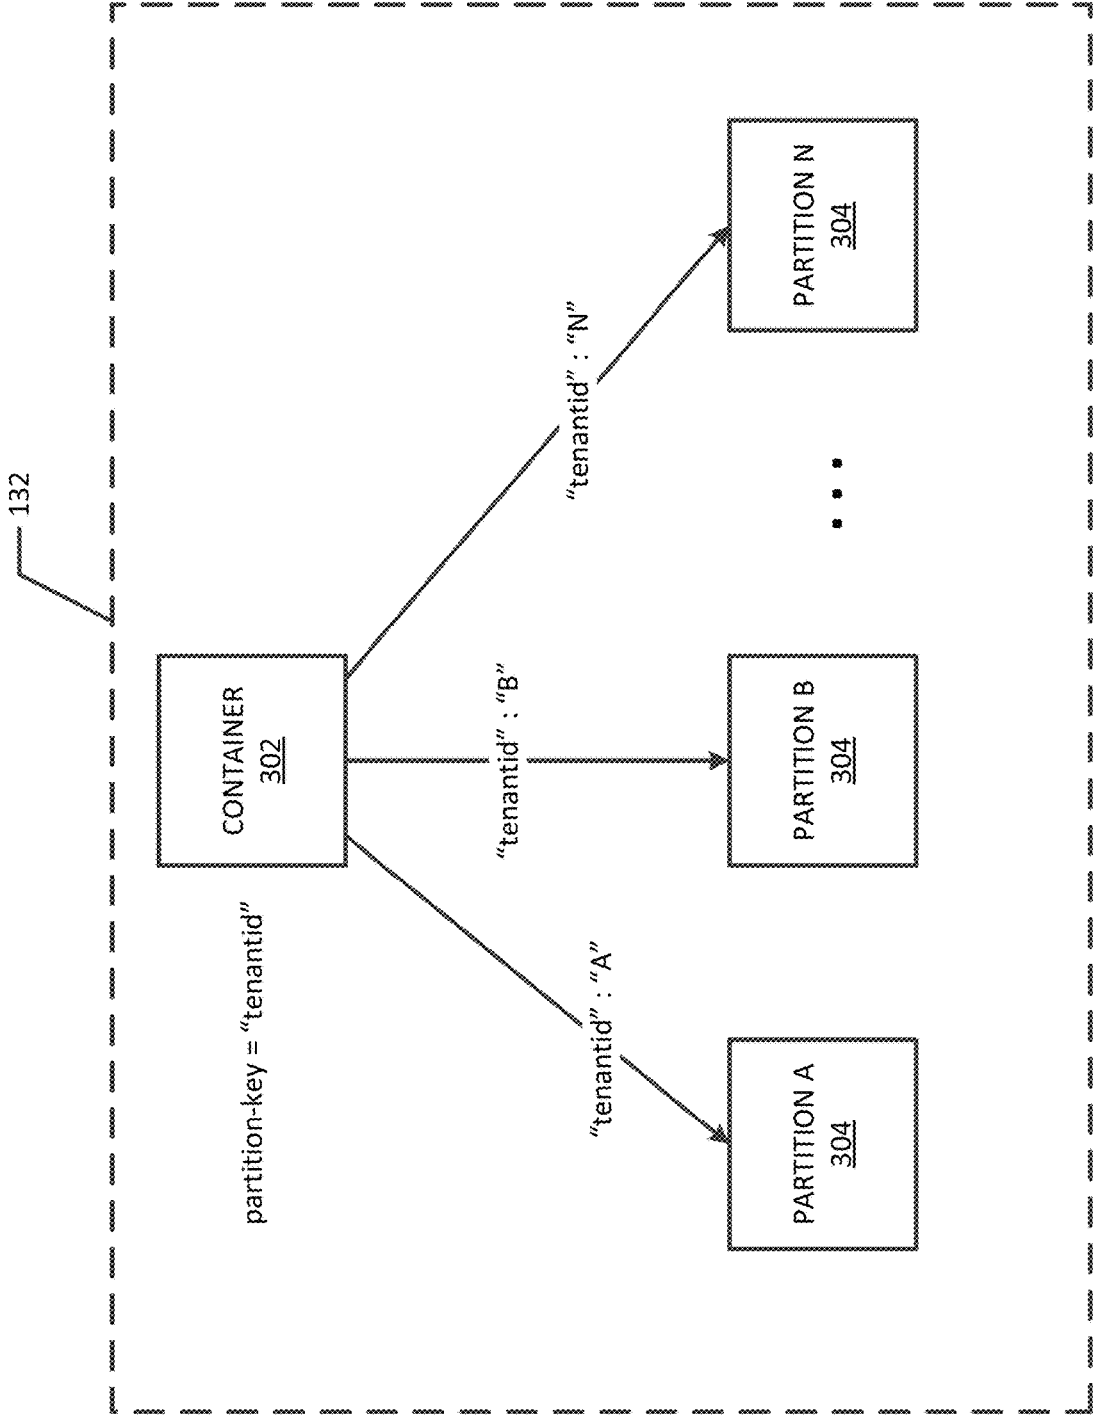 132
CONTAINER
302
partition-key = “tenantid”
“tenantid” : “A”
“tenantid” : “B”
“tenantid” : “N”
PARTITION A
304
PARTITION B
304
• • •
PARTITION N
304